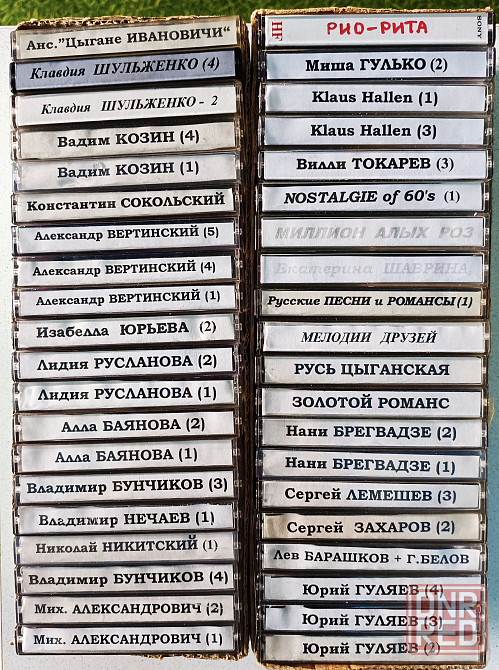 Анс."Цыгане ИВАНОВИЧИ"
Клавдия ШУЛЬЖЕНКО (4)
Клавдия ШУЛЬЖЕНКО - 2
Вадим КОЗИН (4)
Вадим КОЗИН (1)
Константин СОКОЛЬСКИЙ
Александр ВЕРТИНСКИЙ (5)
Александр ВЕРТИНСКИЙ (4)
Александр ВЕРТИНСКИЙ (1)
Изабелла ЮРЬЕВА (2)
Лидия РУСЛАНОВА (2)
Лидия РУСЛАНОВА (1)
Алла БАЯНОВА (2)
Алла БАЯНОВА (1)
Владимир БУНЧИКОВ (3)
Владимир НЕЧАЕВ (1)
Николай НИКИТСКИЙ (1)
Владимир БУНЧИКОВ (4)
Мих. АЛЕКСАНДРОВИЧ (2)
Мих. АЛЕКСАНДРОВИЧ (1)
HF РИО-РИТА SONY
Миша ГУЛЬКО (2)
Klaus Hallen (1)
Klaus Hallen (3)
Вилли ТОКАРЕВ (3)
NOSTALGIE of 60's (1)
МИЛЛИОН АЛЫХ РОЗ
Екатерина ШАВРИНА
Русские ПЕСНИ и РОМАНСЫ (1)
МЕЛОДИИ ДРУЗЕЙ
РУСЬ ЦЫГАНСКАЯ
ЗОЛОТОЙ РОМАНС
Нани БРЕГВАДЗЕ (2)
Нани БРЕГВАДЗЕ (1)
Сергей ЛЕМЕШЕВ (3)
Сергей ЗАХАРОВ (2)
Лев БАРАШКОВ + Г.БЕЛОВ
Юрий ГУЛЯЕВ (4)
Юрий ГУЛЯЕВ (3)
Юрий ГУЛЯЕВ (2)
DNR
RED